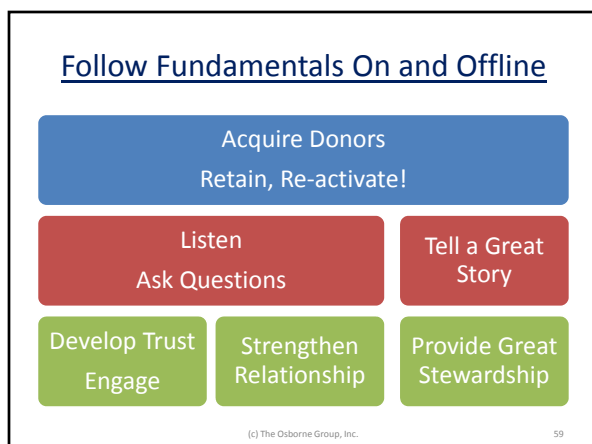 Follow Fundamentals On and Offline
Acquire Donors
Retain, Re-activate!
Listen
Ask Questions
Tell a Great
Story
Develop Trust
Engage
Strengthen
Relationship
Provide Great
Stewardship
(c) The Osborne Group, Inc.
59